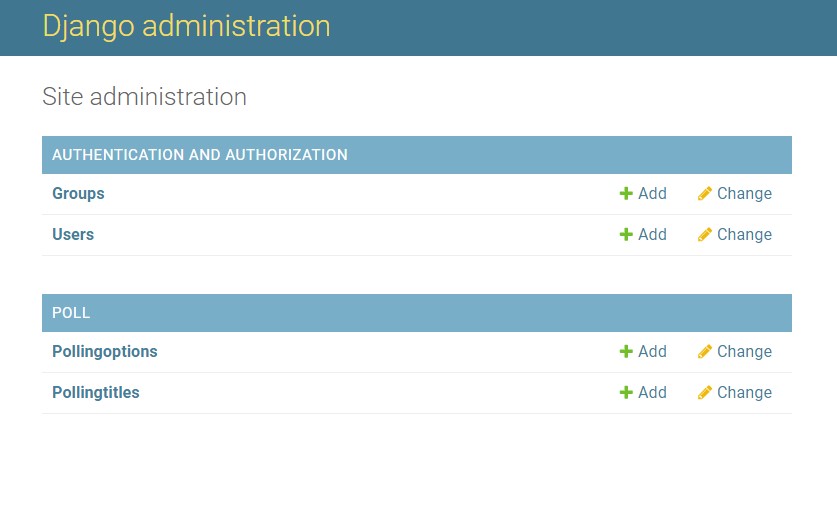 Django administration
Site administration
AUTHENTICATION AND AUTHORIZATION
Groups Add Change
Users Add Change
POLL
Pollingoptions Add Change
Pollingtitles Add Change